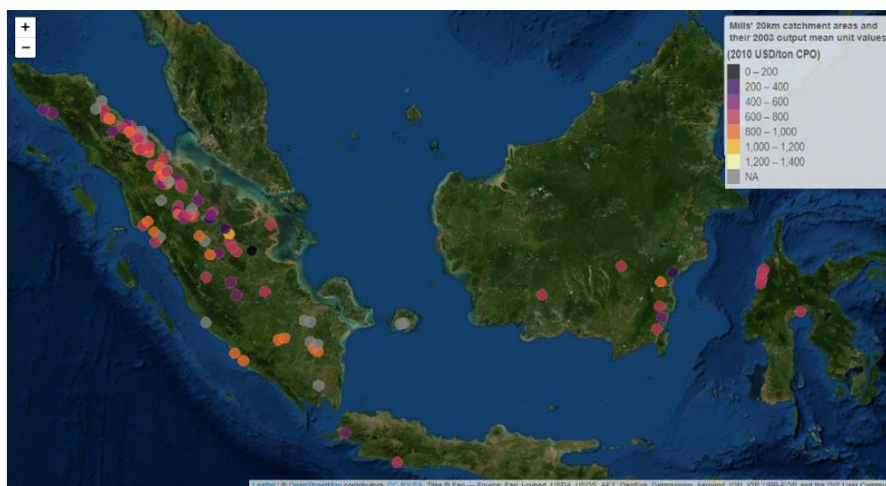 +
−
Mills' 20km catchment areas and
their 2003 output mean unit values
(2010 USD/ton CPO)
0 – 200
200 – 400
400 – 600
600 – 800
800 – 1,000
1,000 – 1,200
1,200 – 1,400
NA
Leaflet | © OpenStreetMap contributors, CC-BY-SA, Tiles © Esri — Source: Esri, i-cubed, USDA, USGS, AEX, GeoEye, Getmapping, Aerogrid, IGN, IGP, UPR-EGP, and the GIS User